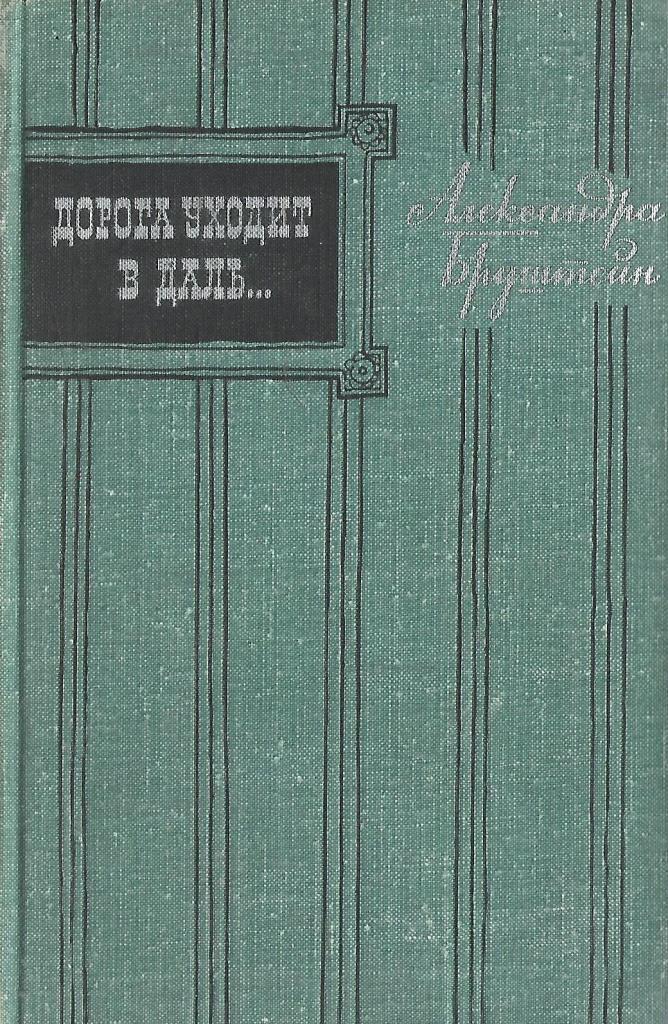 ДОРОГА УХОДИТ
В ДАЛЬ...
Александра
Бруштейн